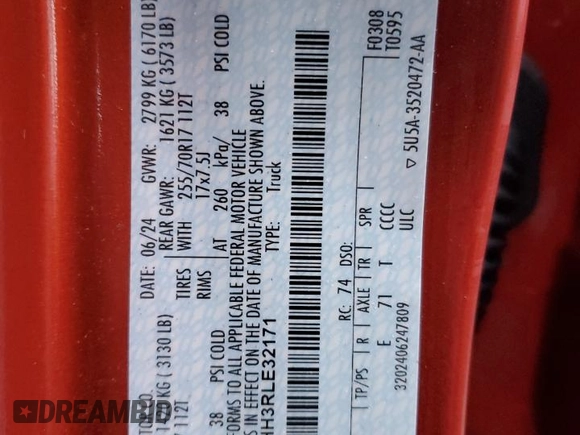 06/24 GVWR: 2799 KG ( 6170 LB)
KG ( 3130 LB) REAR GAWR: 1621 KG ( 3573 LB)
112T TIRES WITH 255/70R17 112T
RIMS 17x7.5J
38 PSI COLD AT 260 kPa/ 38 PSI COLD
FORMS TO ALL APPLICABLE FEDERAL MOTOR VEHICLE
IN EFFECT ON THE DATE OF MANUFACTURE SHOWN ABOVE.
HH3RLE32171 TYPE: Truck
F0308
T0595
RC: 74 DSO:
TP/PS R AXLE TR SPR
E 71 T CCCC
3202406247809 ULC
▽ 5U5A-3520472-AA
DREAMBID